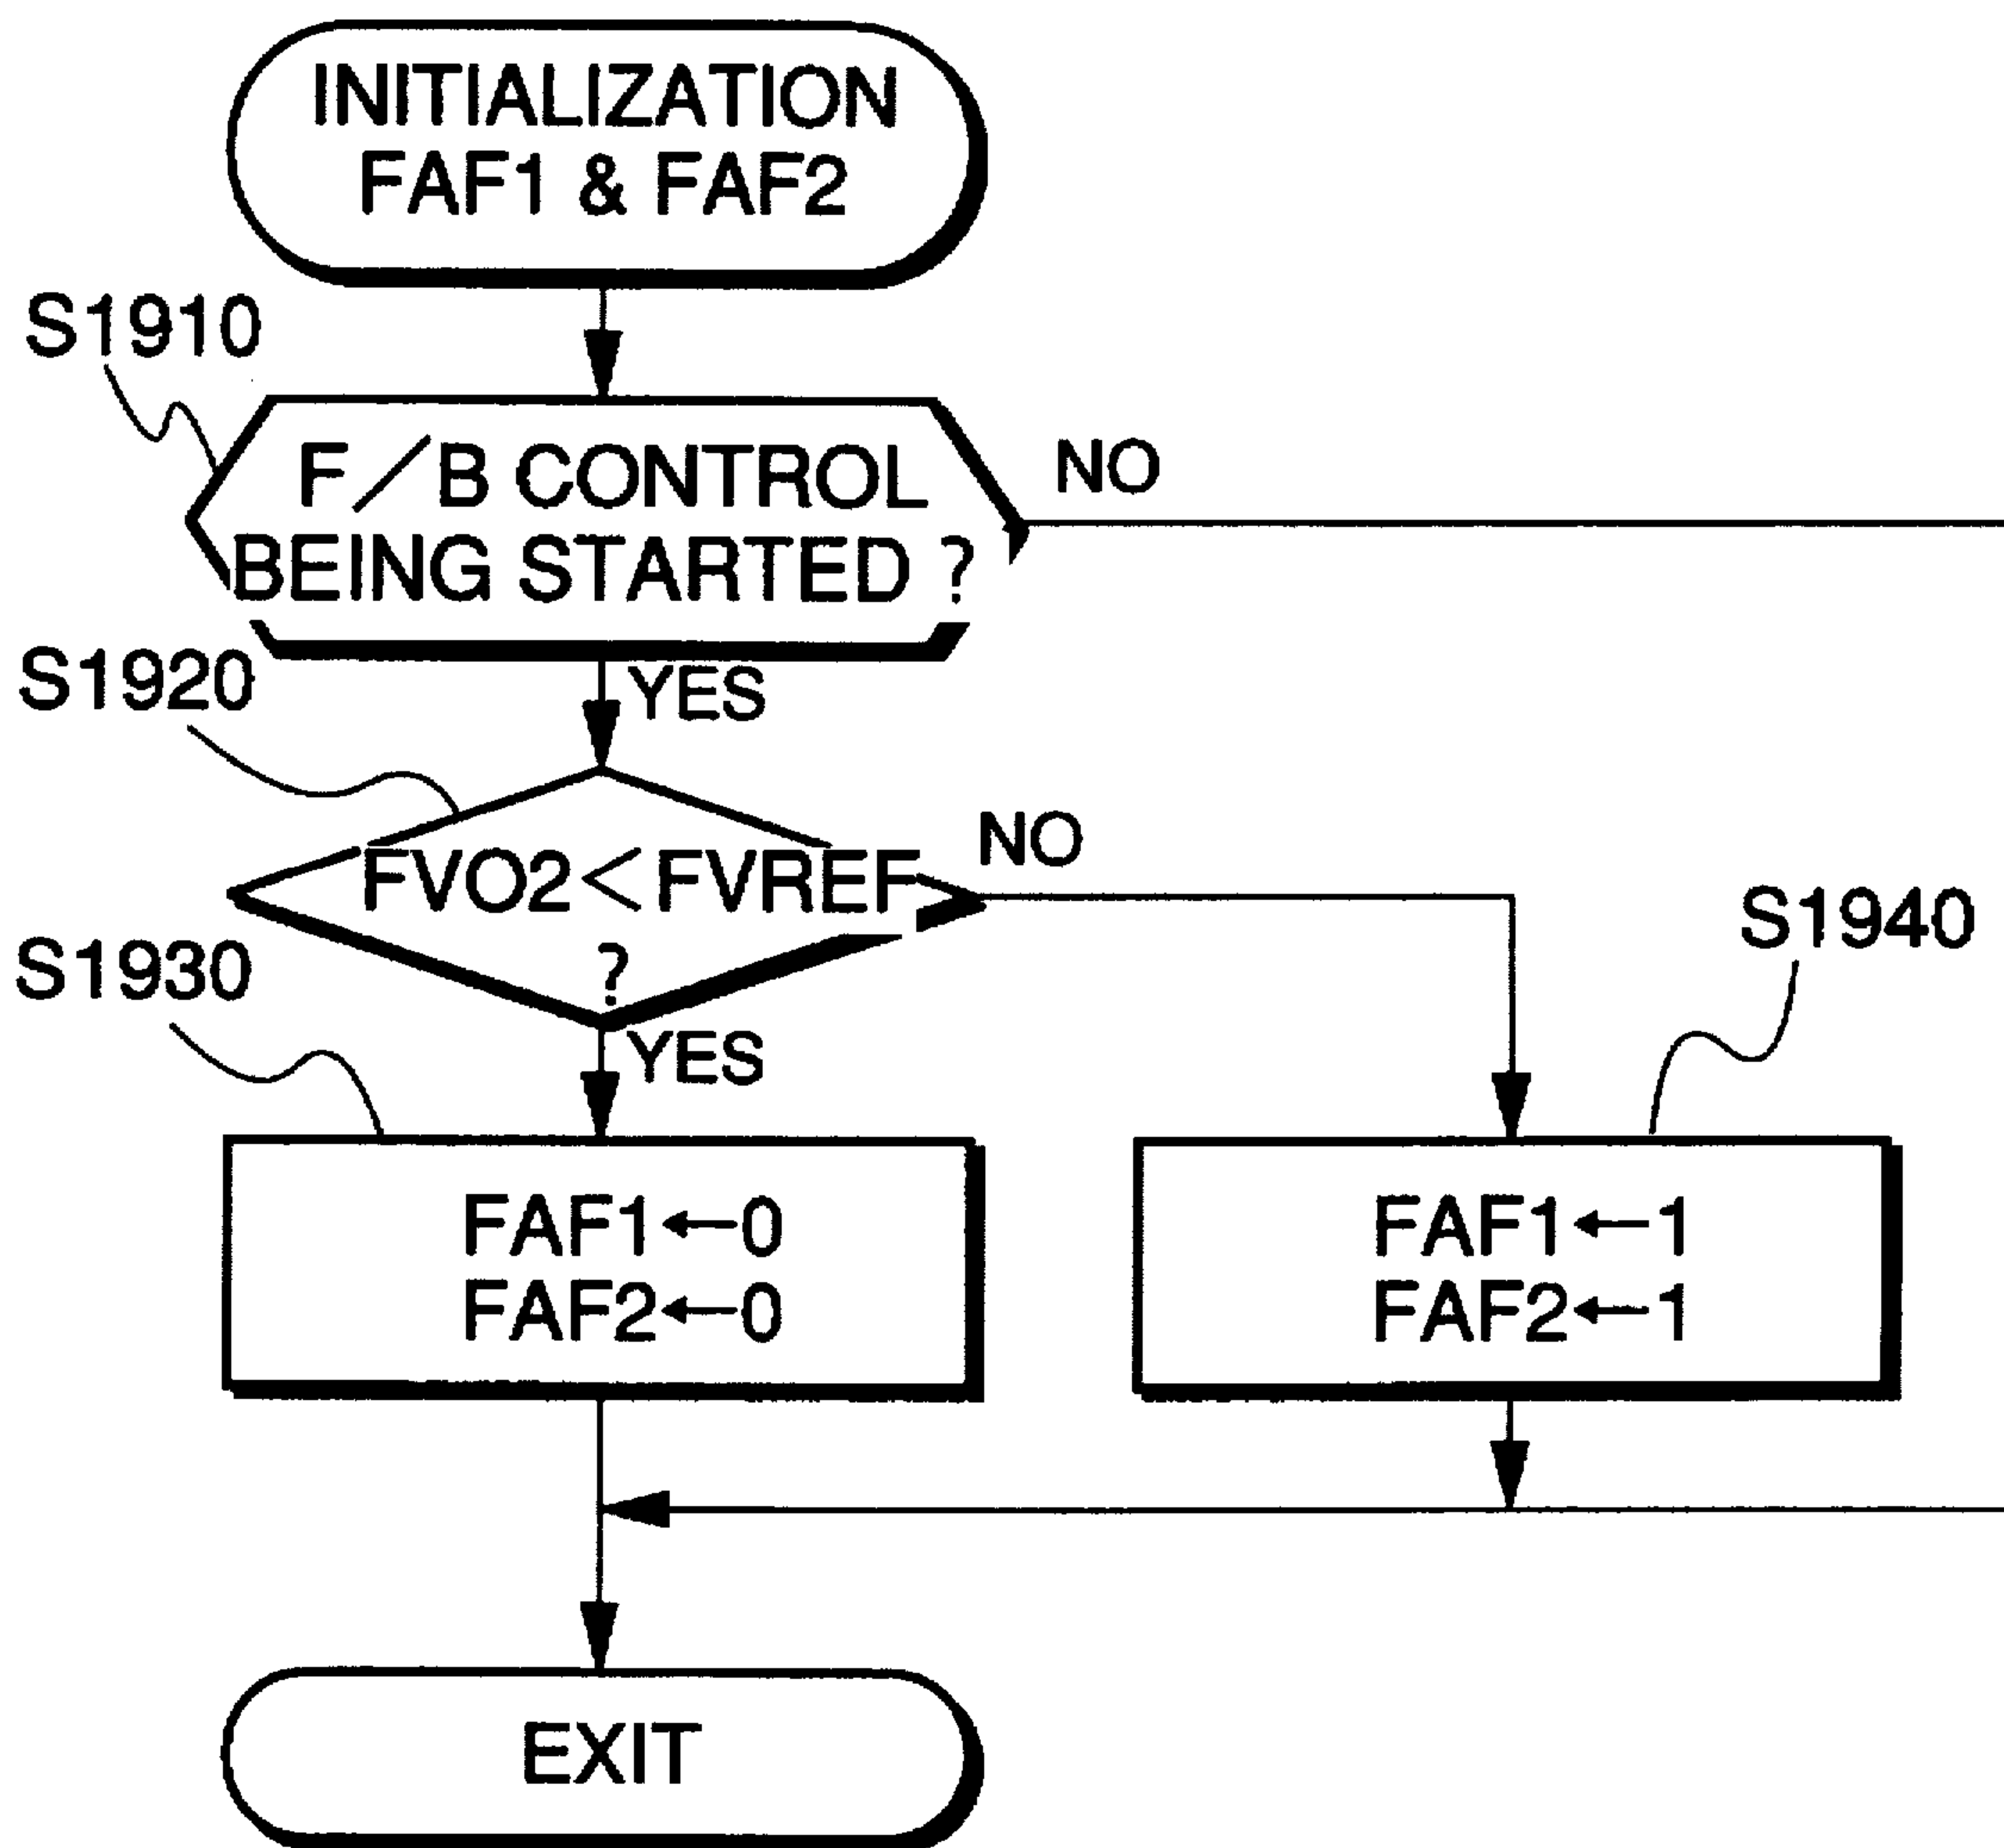 INITIALIZATION
FAF1 & FAF2
S1910
F/B CONTROL
BEING STARTED ?
NO
YES
S1920
FVO2<FVREF
?
NO
YES
S1930
FAF1←0
FAF2←0
S1940
FAF1←1
FAF2←1
EXIT